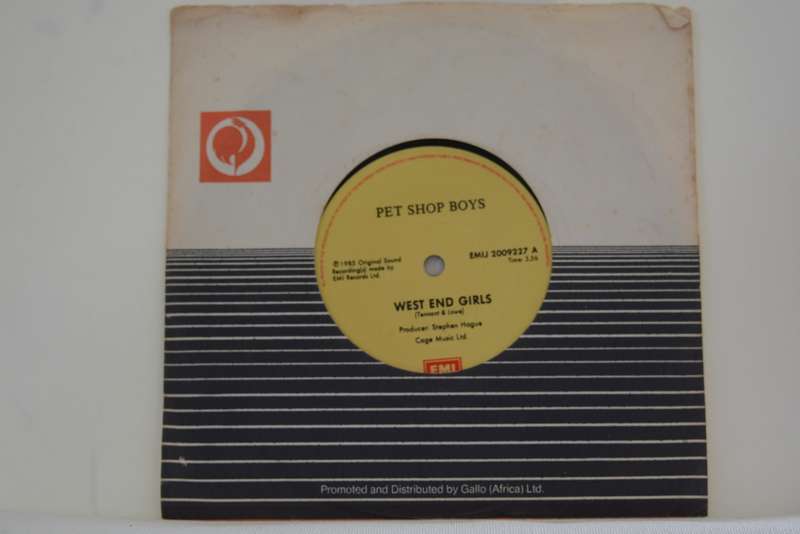 PET SHOP BOYS
℗ 1985 Original Sound
Recording(s) made by
EMI Records Ltd.
EMIJ 2009227 A
Time: 3.56
WEST END GIRLS
(Tennant & Lowe)
Producer: Stephen Hague
Cage Music Ltd.
EMI
Promoted and Distributed by Gallo (Africa) Ltd.